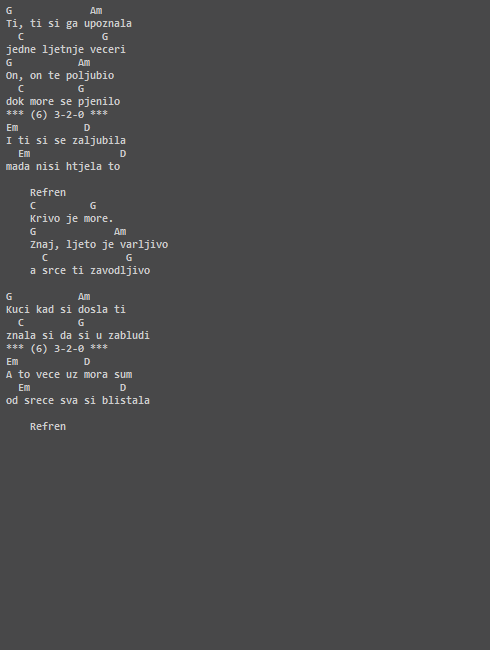 G             Am
Ti, ti si ga upoznala
  C             G
jedne ljetnje veceri
G           Am
On, on te poljubio
  C         G
dok more se pjenilo
*** (6) 3-2-0 ***
Em           D
I ti si se zaljubila
  Em               D
mada nisi htjela to

    Refren
    C         G
    Krivo je more.
    G             Am
    Znaj, ljeto je varljivo
      C             G
    a srce ti zavodljivo

G           Am
Kuci kad si dosla ti
  C         G
znala si da si u zabludi
*** (6) 3-2-0 ***
Em           D
A to vece uz mora sum
  Em               D
od srece sva si blistala

    Refren